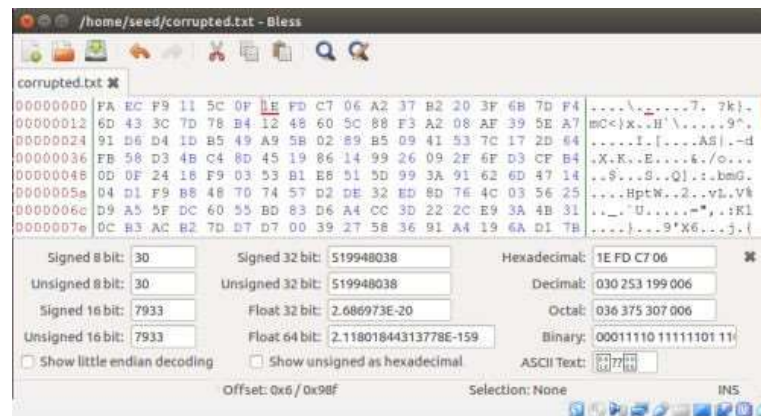 /home/seed/corrupted.txt - Bless
corrupted.txt
00000000 FA EC F9 11 5C 0F 1E FD C7 06 A2 37 B2 20 3F 6B 7D F4 ....\......7. ?k}.
00000012 6D 43 3C 7D 78 B4 12 48 60 5C 88 F3 A2 08 AF 39 5E A7 mC<}x..H`\.....9^.
00000024 91 D6 D4 1D B5 49 A9 5B 02 89 B5 09 41 53 7C 17 2D 64 .....I.[....AS|.-d
00000036 FB 58 D3 4B C4 8D 45 19 86 14 99 26 09 2F 6F D3 CF B4 .X.K..E....&./o...
00000048 0D 0F 24 18 F9 03 53 B1 E8 51 5D 99 3A 91 62 6D 47 14 ..$...S..Q].:.bmG.
0000005a 04 D1 F9 B8 48 70 74 57 D2 DE 32 ED 8D 76 4C 03 56 25 ....HptW..2..vL.V%
0000006c D9 A5 5F DC 60 55 BD 83 D6 A4 CC 3D 22 2C E9 3A 4B 31 .._.`U.....=",.:K1
0000007e 0C B3 AC B2 7D D7 D7 00 39 27 58 36 91 A4 19 6A D1 7B ....}...9'X6...j.{
Signed 8 bit: 30 Signed 32 bit: 519948038 Hexadecimal: 1E FD C7 06
Unsigned 8 bit: 30 Unsigned 32 bit: 519948038 Decimal: 030 253 199 006
Signed 16 bit: 7933 Float 32 bit: 2.686973E-20 Octal: 036 375 307 006
Unsigned 16 bit: 7933 Float 64 bit: 2.11801844313778E-159 Binary: 00011110 11111101 11
Show little endian decoding Show unsigned as hexadecimal ASCII Text: ??
Offset: 0x6 / 0x98f Selection: None INS